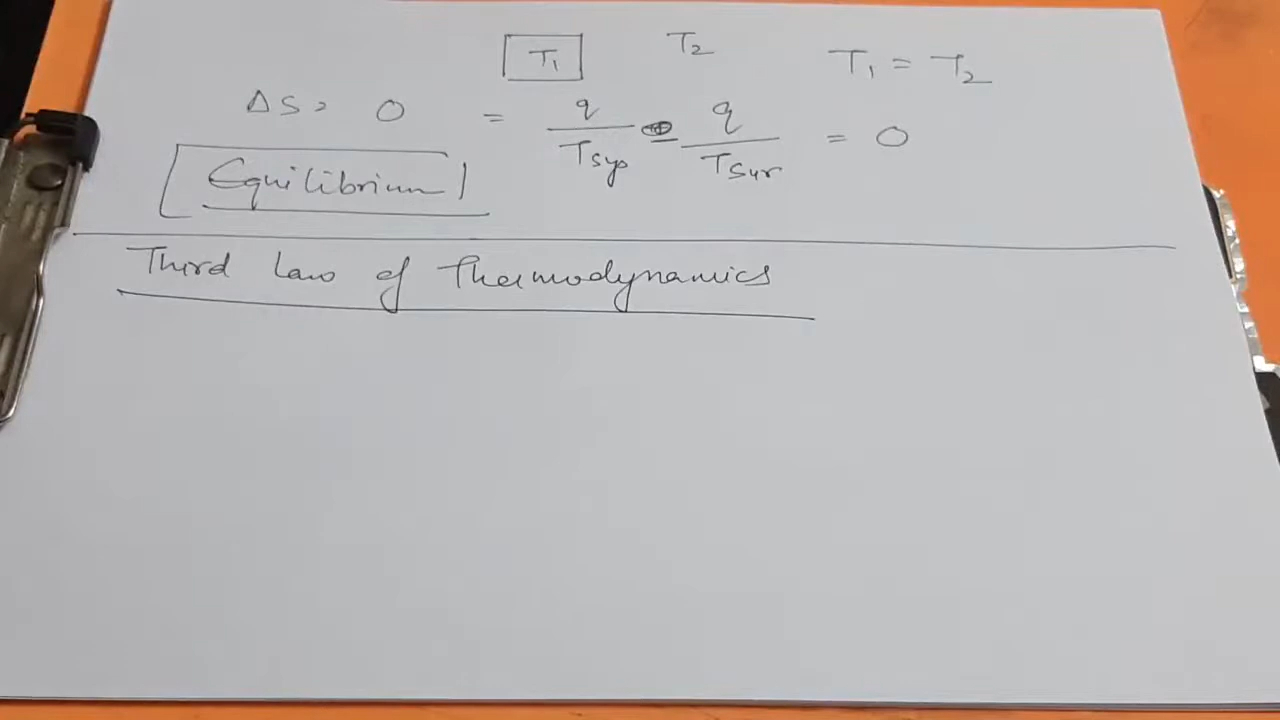 T₁ T₂ T₁ = T₂
ΔS = 0 = q/Tsys - q/Tsur = 0
Equilibrium
Third Law of Thermodynamics